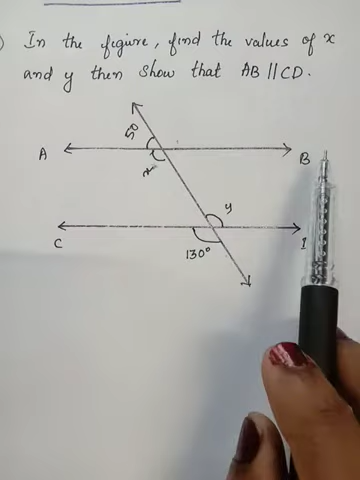 ) In the figure, find the values of x
and y then show that AB || CD.
50
A
B
x
y
C
130°